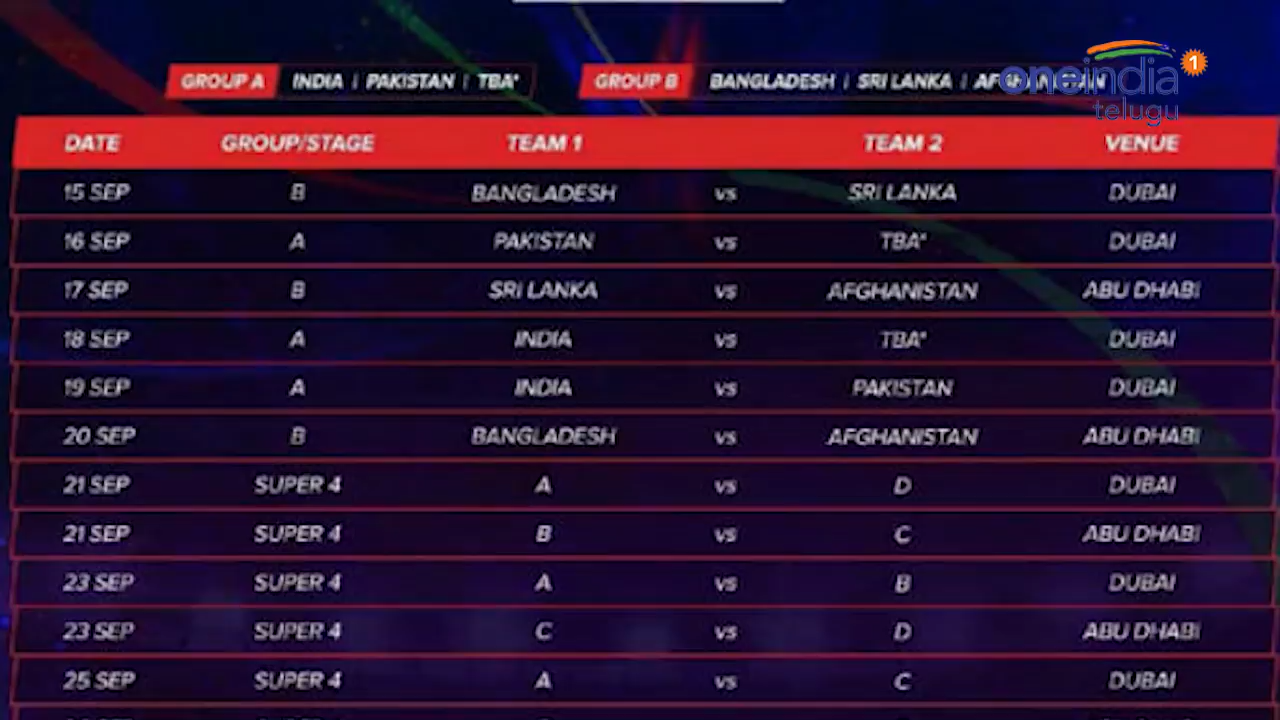 GROUP A INDIA | PAKISTAN | TBA* GROUP B BANGLADESH | SRI LANKA | AFGHANISTAN
oneindia 1
telugu
DATE GROUP/STAGE TEAM 1 TEAM 2 VENUE
15 SEP B BANGLADESH vs SRI LANKA DUBAI
16 SEP A PAKISTAN vs TBA* DUBAI
17 SEP B SRI LANKA vs AFGHANISTAN ABU DHABI
18 SEP A INDIA vs TBA* DUBAI
19 SEP A INDIA vs PAKISTAN DUBAI
20 SEP B BANGLADESH vs AFGHANISTAN ABU DHABI
21 SEP SUPER 4 A vs D DUBAI
21 SEP SUPER 4 B vs C ABU DHABI
23 SEP SUPER 4 A vs B DUBAI
23 SEP SUPER 4 C vs D ABU DHABI
25 SEP SUPER 4 A vs C DUBAI